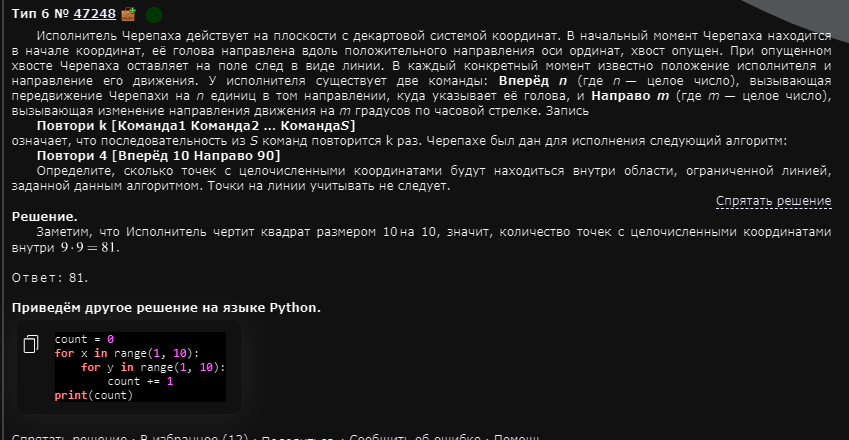 Тип 6 № 47248
Исполнитель Черепаха действует на плоскости с декартовой системой координат. В начальный момент Черепаха находится
в начале координат, её голова направлена вдоль положительного направления оси ординат, хвост опущен. При опущенном
хвосте Черепаха оставляет на поле след в виде линии. В каждый конкретный момент известно положение исполнителя и
направление его движения. У исполнителя существует две команды: Вперёд n (где n — целое число), вызывающая
передвижение Черепахи на n единиц в том направлении, куда указывает её голова, и Направо m (где m — целое число),
вызывающая изменение направления движения на m градусов по часовой стрелке. Запись
Повтори k [Команда1 Команда2 … КомандаS]
означает, что последовательность из S команд повторится k раз. Черепахе был дан для исполнения следующий алгоритм:
Повтори 4 [Вперёд 10 Направо 90]
Определите, сколько точек с целочисленными координатами будут находиться внутри области, ограниченной линией,
заданной данным алгоритмом. Точки на линии учитывать не следует.
Спрятать решение
Решение.
Заметим, что Исполнитель чертит квадрат размером 10 на 10, значит, количество точек с целочисленными координатами
внутри 9 · 9 = 81.
Ответ: 81.
Приведём другое решение на языке Python.
count = 0
for x in range(1, 10):
    for y in range(1, 10):
        count += 1
print(count)
Спрятать решение · В избранное (12) · Поделиться · Сообщить об ошибке · Помощь